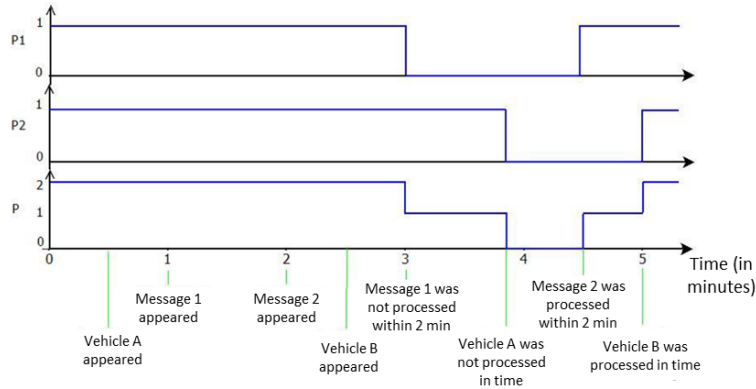 1
P1
0
1
P2
0
2
P
1
0
0
1
2
3
4
5
Time (in
minutes)
Message 1
appeared
Message 2
appeared
Message 1 was
not processed
within 2 min
Message 2 was
processed
within 2 min
Vehicle A
appeared
Vehicle B
appeared
Vehicle A was
not processed
in time
Vehicle B was
processed in time